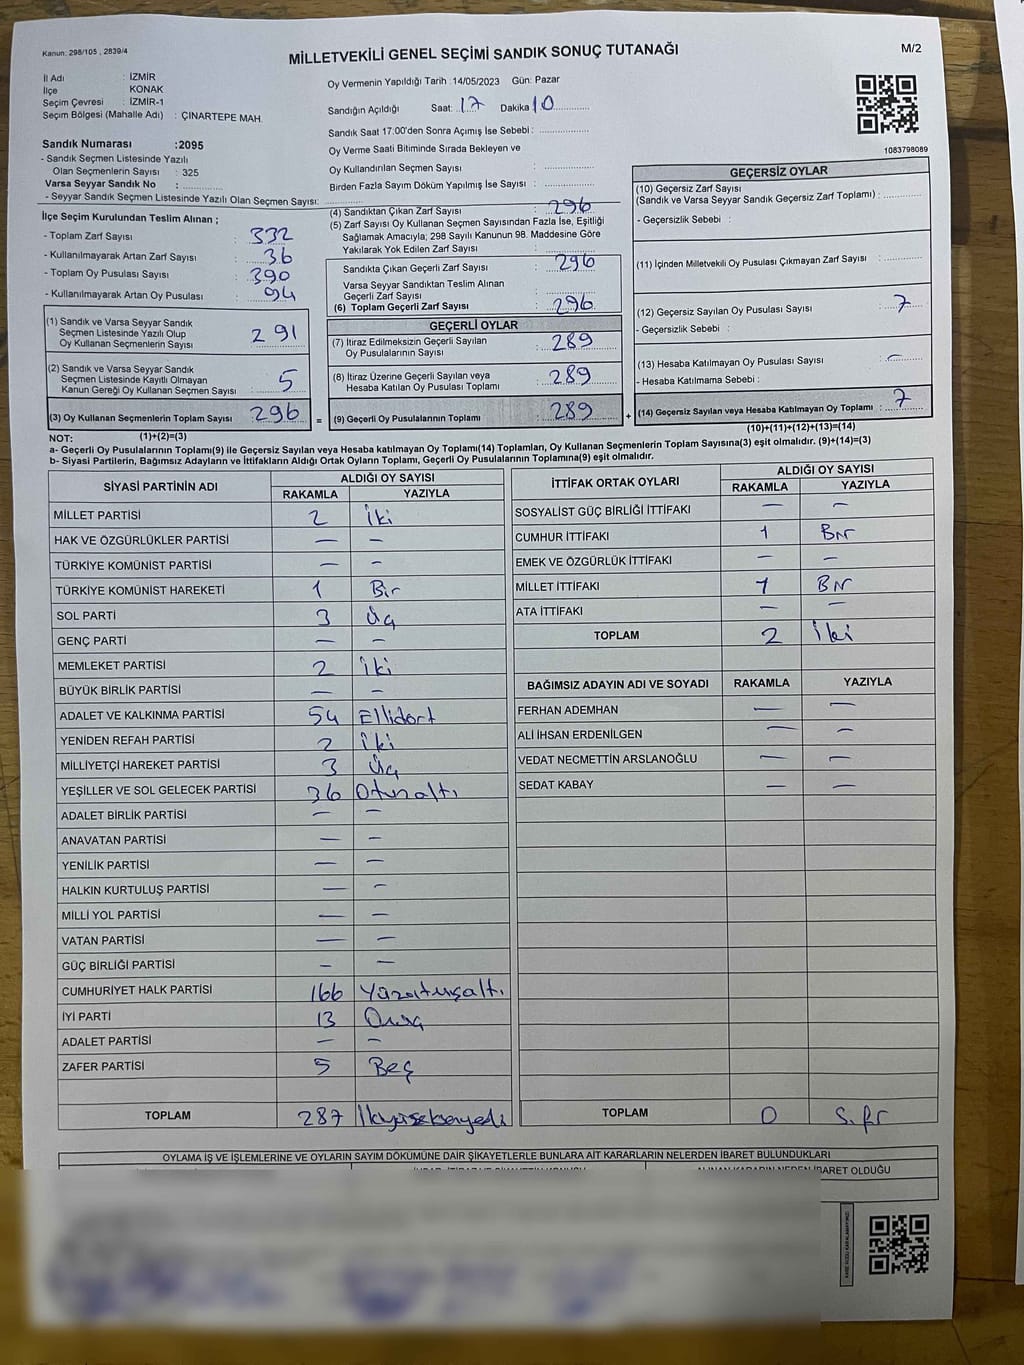 Kanun: 298/105 , 2839/4
MİLLETVEKİLİ GENEL SEÇİMİ SANDIK SONUÇ TUTANAĞI
M/2
İl Adı : İZMİR
İlçe KONAK
Seçim Çevresi : İZMİR-1
Seçim Bölgesi (Mahalle Adı) : ÇINARTEPE MAH.
Oy Vermenin Yapıldığı Tarih : 14/05/2023 Gün: Pazar
Sandığın Açıldığı Saat: 17 Dakika 10
Sandık Saat 17.00'den Sonra Açımış İse Sebebi :
Oy Verme Saati Bitiminde Sırada Bekleyen ve
Oy Kullandırılan Seçmen Sayısı :
Birden Fazla Sayım Döküm Yapılmış İse Sayısı :
1083798089
Sandık Numarası :2095
- Sandık Seçmen Listesinde Yazılı
Olan Seçmenlerin Sayısı : 325
Varsa Seyyar Sandık No :
- Seyyar Sandık Seçmen Listesinde Yazılı Olan Seçmen Sayısı:
İlçe Seçim Kurulundan Teslim Alınan ;
- Toplam Zarf Sayısı : 332
- Kullanılmayarak Artan Zarf Sayısı : 36
- Toplam Oy Pusulası Sayısı : 390
- Kullanılmayarak Artan Oy Pusulası : 94
(1) Sandık ve Varsa Seyyar Sandık
Seçmen Listesinde Yazılı Olup
Oy Kullanan Seçmenlerin Sayısı : 291
(2) Sandık ve Varsa Seyyar Sandık
Seçmen Listesinde Kayıtlı Olmayan
Kanun Gereği Oy Kullanan Seçmen Sayısı : 5
(3) Oy Kullanan Seçmenlerin Toplam Sayısı : 296 =
(4) Sandıktan Çıkan Zarf Sayısı 296
(5) Zarf Sayısı Oy Kullanan Seçmen Sayısından Fazla İse, Eşitliği
Sağlamak Amacıyla; 298 Sayılı Kanunun 98. Maddesine Göre
Yakılarak Yok Edilen Zarf Sayısı :
Sandıkta Çıkan Geçerli Zarf Sayısı : 296
Varsa Seyyar Sandıktan Teslim Alınan
Geçerli Zarf Sayısı :
(6) Toplam Geçerli Zarf Sayısı : 296
GEÇERLİ OYLAR
(7) İtiraz Edilmeksizin Geçerli Sayılan
Oy Pusulalarının Sayısı : 289
(8) İtiraz Üzerine Geçerli Sayılan veya
Hesaba Katılan Oy Pusulası Toplamı : 289
(9) Geçerli Oy Pusulalarının Toplamı : 289 +
GEÇERSİZ OYLAR
(10) Geçersiz Zarf Sayısı
(Sandık ve Varsa Seyyar Sandık Geçersiz Zarf Toplamı) :
- Geçersizlik Sebebi :
(11) İçinden Milletvekili Oy Pusulası Çıkmayan Zarf Sayısı :
(12) Geçersiz Sayılan Oy Pusulası Sayısı : 7
- Geçersizlik Sebebi :
(13) Hesaba Katılmayan Oy Pusulası Sayısı : –
- Hesaba Katılmama Sebebi :
(14) Geçersiz Sayılan veya Hesaba Katılmayan Oy Toplamı : 7
NOT: (1)+(2)=(3)
(10)+(11)+(12)+(13)=(14)
a- Geçerli Oy Pusulasının Toplamı(9) ile Geçersiz Sayılan veya Hesaba katılmayan Oy Toplamı(14) Toplamları, Oy Kullanan Seçmenlerin Toplam Sayısına(3) eşit olmalıdır. (9)+(14)=(3)
b- Siyasi Partilerin, Bağımsız Adayların ve İttifakların Aldığı Ortak Oyların Toplamı, Geçerli Oy Pusulalarının Toplamına(9) eşit olmalıdır.
SİYASİ PARTİNİN ADI ALDIĞI OY SAYISI
RAKAMLA YAZIYLA
MİLLET PARTİSİ 2 iki
HAK VE ÖZGÜRLÜKLER PARTİSİ – –
TÜRKİYE KOMÜNİST PARTİSİ – –
TÜRKİYE KOMÜNİST HAREKETİ 1 Bir
SOL PARTİ 3 Üç
GENÇ PARTİ – –
MEMLEKET PARTİSİ 2 iki
BÜYÜK BİRLİK PARTİSİ – –
ADALET VE KALKINMA PARTİSİ 54 Ellidört
YENİDEN REFAH PARTİSİ 2 iki
MİLLİYETÇİ HAREKET PARTİSİ 3 Üç
YEŞİLLER VE SOL GELECEK PARTİSİ 36 Otuzaltı
ADALET BİRLİK PARTİSİ – –
ANAVATAN PARTİSİ – –
YENİLİK PARTİSİ – –
HALKIN KURTULUŞ PARTİSİ – –
MİLLİ YOL PARTİSİ – –
VATAN PARTİSİ – –
GÜÇ BİRLİĞİ PARTİSİ – –
CUMHURİYET HALK PARTİSİ 166 Yüzatmışaltı
İYİ PARTİ 13 Onüç
ADALET PARTİSİ – –
ZAFER PARTİSİ 5 Beş
TOPLAM 287 İkiyüzseksenyedi
İTTİFAK ORTAK OYLARI ALDIĞI OY SAYISI
RAKAMLA YAZIYLA
SOSYALİST GÜÇ BİRLİĞİ İTTİFAKI – –
CUMHUR İTTİFAKI 1 Bir
EMEK VE ÖZGÜRLÜK İTTİFAKI – –
MİLLET İTTİFAKI 1 Bir
ATA İTTİFAKI – –
TOPLAM 2 iki
BAĞIMSIZ ADAYIN ADI VE SOYADI RAKAMLA YAZIYLA
FERHAN ADEMHAN – –
ALİ İHSAN ERDENİLGEN – –
VEDAT NECMETTİN ARSLANOĞLU – –
SEDAT KABAY – –
TOPLAM 0 Sıfır
OYLAMA İŞ VE İŞLEMLERİNE VE OYLARIN SAYIM DÖKÜMÜNE DAİR ŞİKAYETLERLE BUNLARA AİT KARARLARIN NELERDEN İBARET BULUNDUKLARI
İBARET OLDUĞU